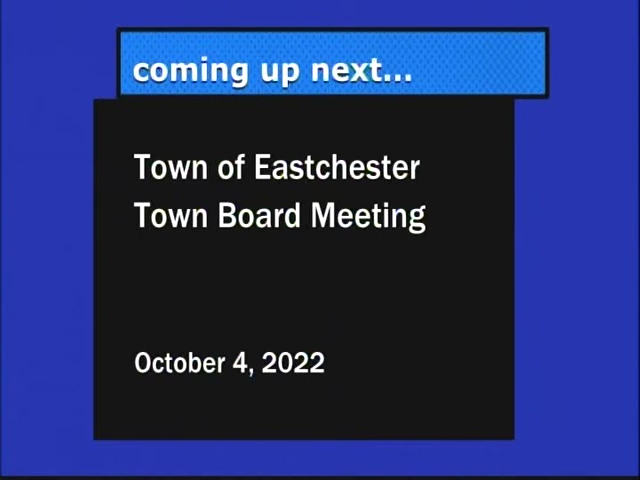 coming up next...
Town of Eastchester
Town Board Meeting
October 4, 2022